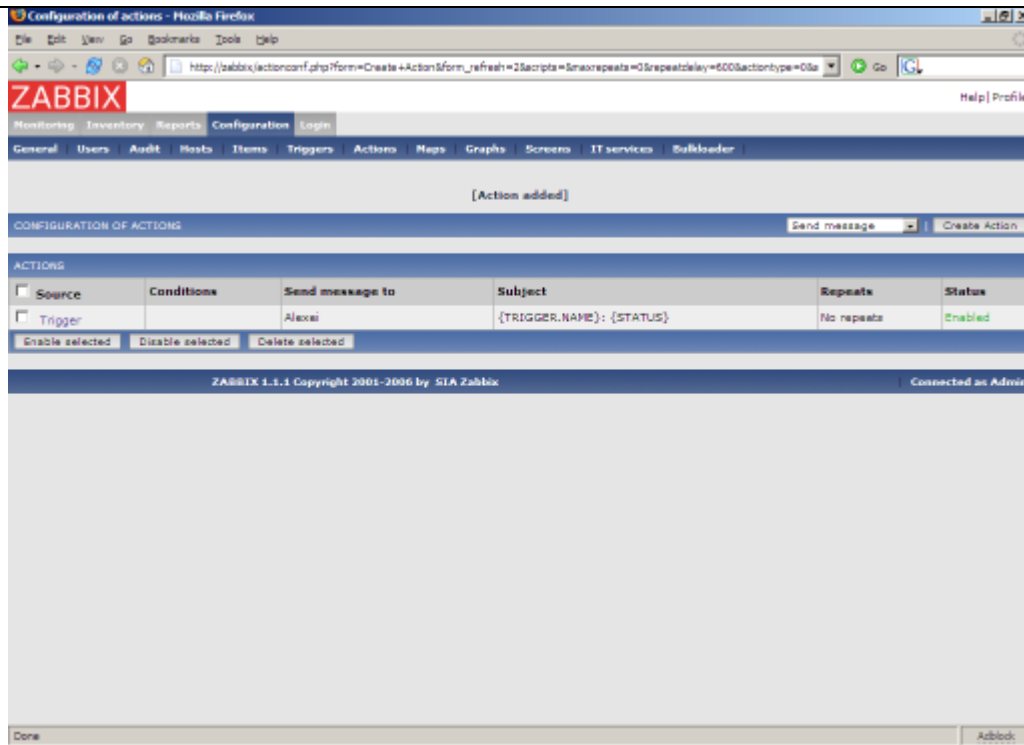 Configuration of actions - Mozilla Firefox
File Edit View Go Bookmarks Tools Help
http://zabbix/actionconf.php?form=Create+Action&form_refresh=2&scripts=&maxrepeats=0&repeatdelay=600&actiontype=0& Go
ZABBIX Help | Profile
Monitoring Inventory Reports Configuration Login
General Users Audit Hosts Items Triggers Actions Maps Graphs Screens IT services Bulkloader
[Action added]
CONFIGURATION OF ACTIONS Send message | Create Action
ACTIONS
Source Conditions Send message to Subject Repeats Status
Trigger Alexei {TRIGGER.NAME}: {STATUS} No repeats Enabled
Enable selected Disable selected Delete selected
ZABBIX 1.1.1 Copyright 2001-2006 by SIA Zabbix | Connected as Admin
Done Adblock